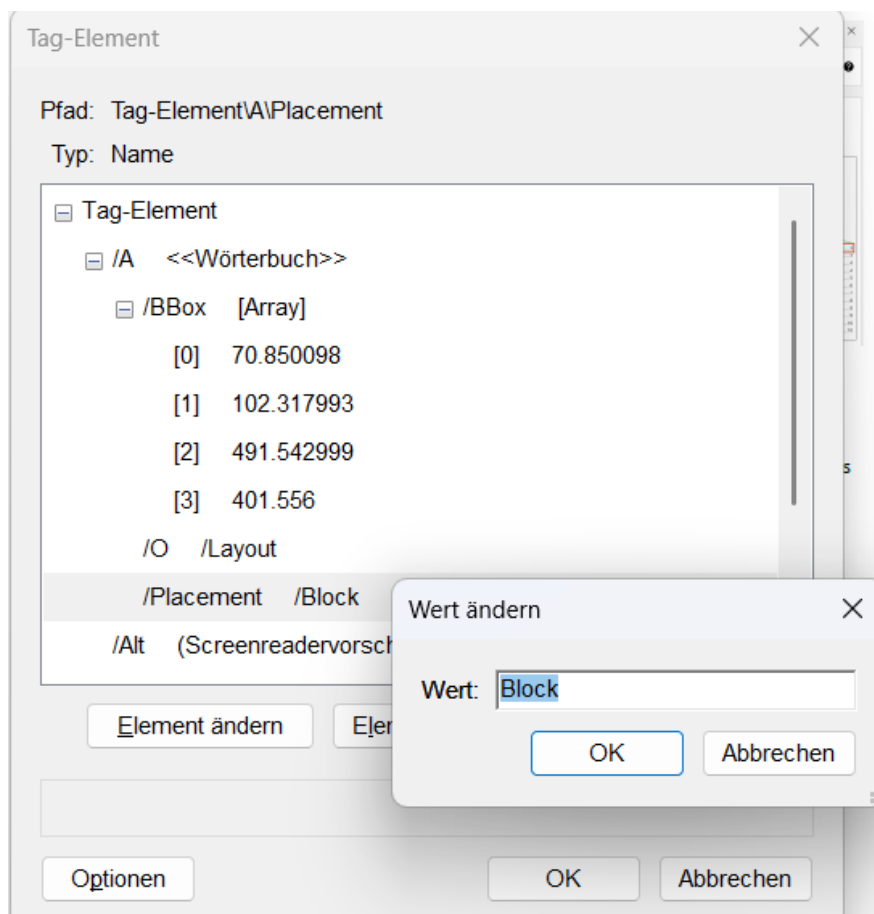 Tag-Element
Pfad: Tag-Element\A\Placement
Typ: Name
Tag-Element
/A <<Wörterbuch>>
/BBox [Array]
[0] 70.850098
[1] 102.317993
[2] 491.542999
[3] 401.556
/O /Layout
/Placement /Block
/Alt (Screenreadervorsch
Element ändern
Wert ändern
Wert: Block
OK Abbrechen
Optionen OK Abbrechen